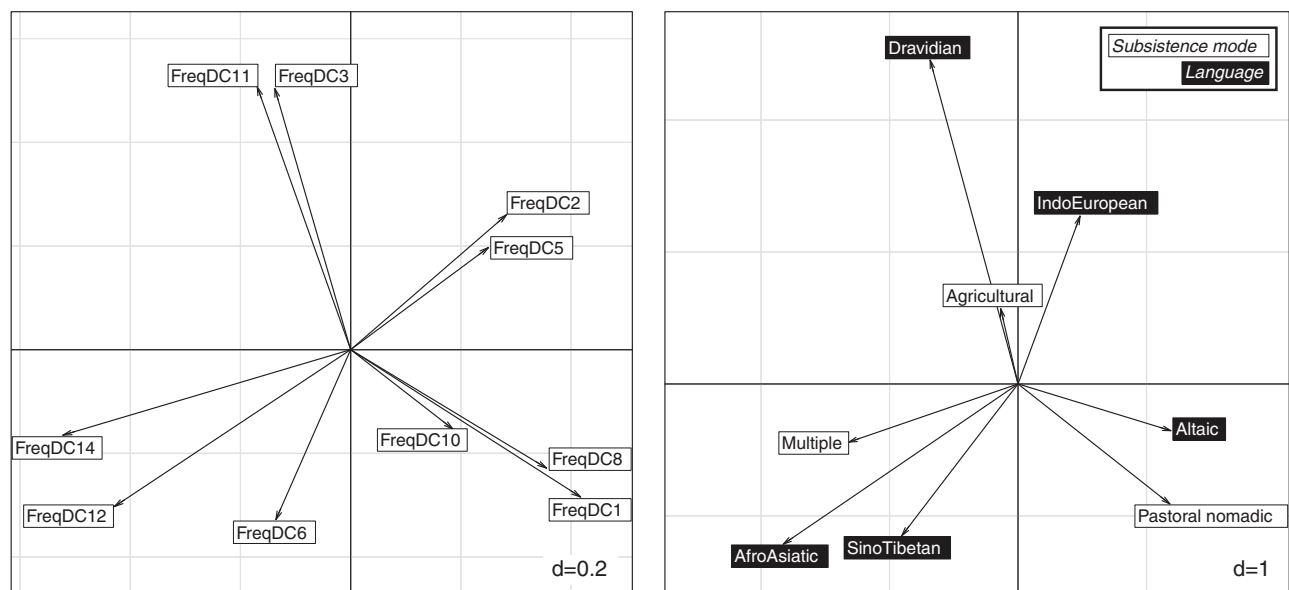 FreqDC11
FreqDC3
FreqDC2
FreqDC5
FreqDC10
FreqDC14
FreqDC8
FreqDC12
FreqDC1
FreqDC6
d=0.2
Dravidian
Subsistence mode
Language
IndoEuropean
Agricultural
Multiple
Altaic
Pastoral nomadic
AfroAsiatic
SinoTibetan
d=1